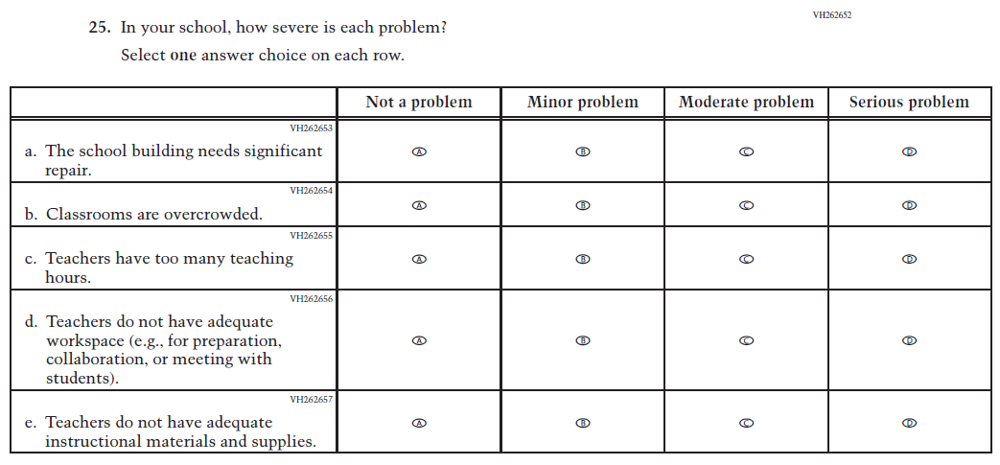 VH262652
25. In your school, how severe is each problem?
Select one answer choice on each row.
Not a problem Minor problem Moderate problem Serious problem
VH262653
a. The school building needs significant
repair.
A B C D
VH262654
b. Classrooms are overcrowded.
A B C D
VH262655
c. Teachers have too many teaching
hours.
A B C D
VH262656
d. Teachers do not have adequate
workspace (e.g., for preparation,
collaboration, or meeting with
students).
A B C D
VH262657
e. Teachers do not have adequate
instructional materials and supplies.
A B C D